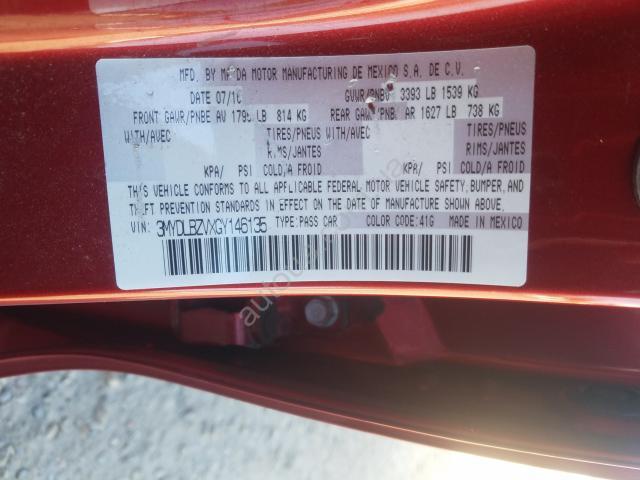 MFD. BY MAZDA MOTOR MANUFACTURING DE MEXICO S.A. DE C.V.
DATE 07/16 GVWR/PNBV 3393 LB 1539 KG
FRONT GAWR/PNBE AV LB 814 KG REAR GAWR/PNBE AR 1627 LB 738 KG
WITH/AVEC TIRES/PNEUS WITH/AVEC TIRES/PNEUS
RIMS/JANTES RIMS/JANTES
KPA/ PSI COLD/A FROID KPA/ PSI COLD/A FROID
THIS VEHICLE CONFORMS TO ALL APPLICABLE FEDERAL MOTOR VEHICLE SAFETY, BUMPER, AND
THEFT PREVENTION STANDARDS IN EFFECT ON THE DATE OF MANUFACTURE SHOWN ABOVE.
VIN: 3MYDLBZVXGY146135 TYPE:PASS CAR COLOR CODE:41G MADE IN MEXICO